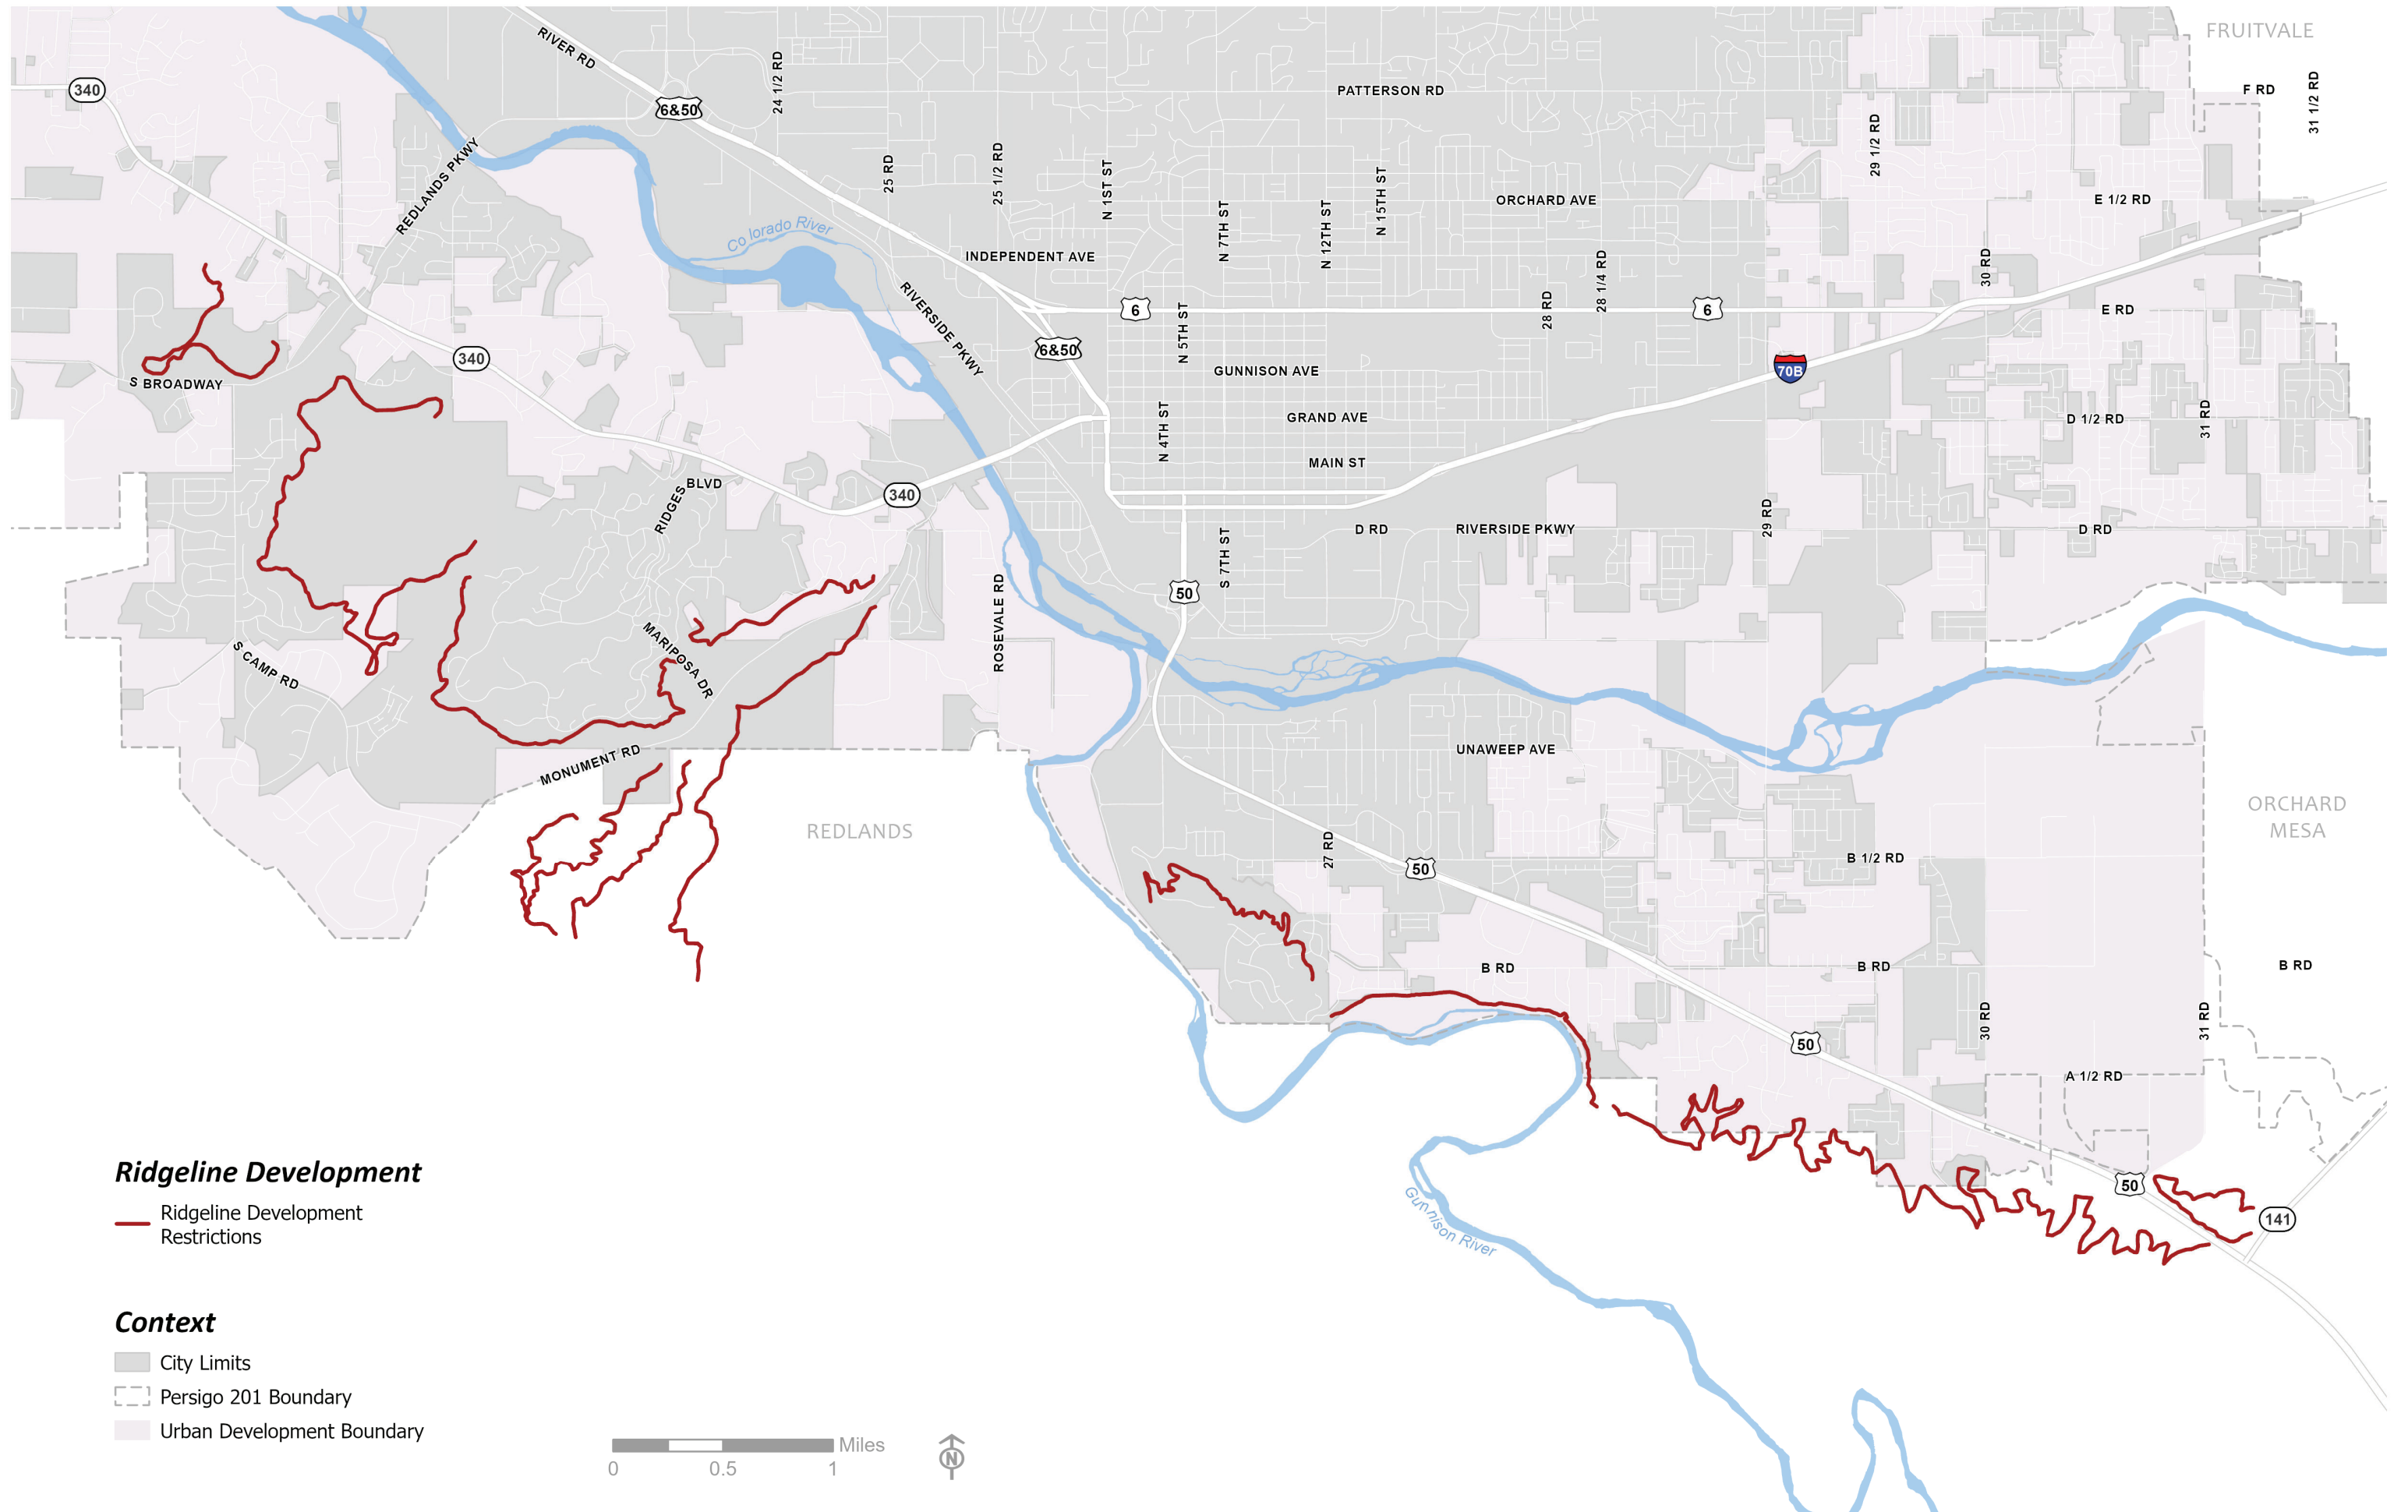 FRUITVALE
RIVER RD
24 1/2 RD
340
6&50
PATTERSON RD
F RD
31 1/2 RD
REDLANDS PKWY
25 RD
25 1/2 RD
N 1ST ST
N 7TH ST
N 12TH ST
N 15TH ST
ORCHARD AVE
29 1/2 RD
E 1/2 RD
Colorado River
INDEPENDENT AVE
28 RD
28 1/4 RD
30 RD
RIVERSIDE PKWY
6
6
E RD
N 5TH ST
6&50
340
GUNNISON AVE
70B
S BROADWAY
N 4TH ST
GRAND AVE
D 1/2 RD
31 RD
MAIN ST
RIDGES BLVD
340
D RD
RIVERSIDE PKWY
29 RD
D RD
S 7TH ST
50
ROSEVALE RD
MARIPOSA DR
S CAMP RD
MONUMENT RD
UNAWEEP AVE
REDLANDS
ORCHARD
MESA
27 RD
50
B 1/2 RD
B RD
B RD
B RD
30 RD
31 RD
50
A 1/2 RD
50
141
Gunnison River
Ridgeline Development
Ridgeline Development
Restrictions
Context
City Limits
Persigo 201 Boundary
Urban Development Boundary
Miles
0 0.5 1
N